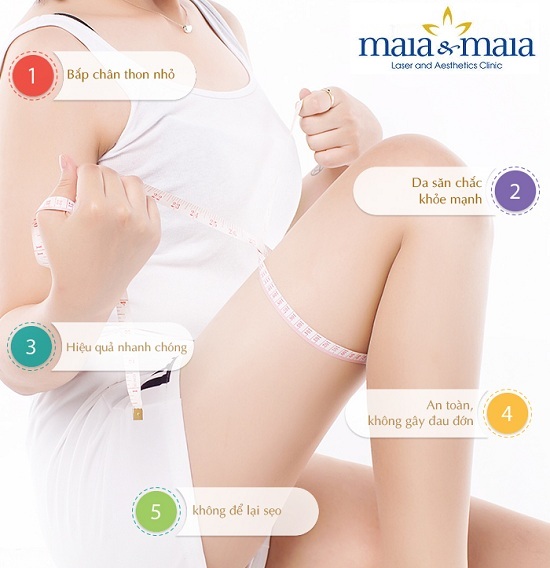 maia & maia
Laser and Aesthetics Clinic
1
Bắp chân thon nhỏ
Da săn chắc
khỏe mạnh
2
3
Hiệu quả nhanh chóng
An toàn,
không gây đau đớn
4
5
không để lại sẹo